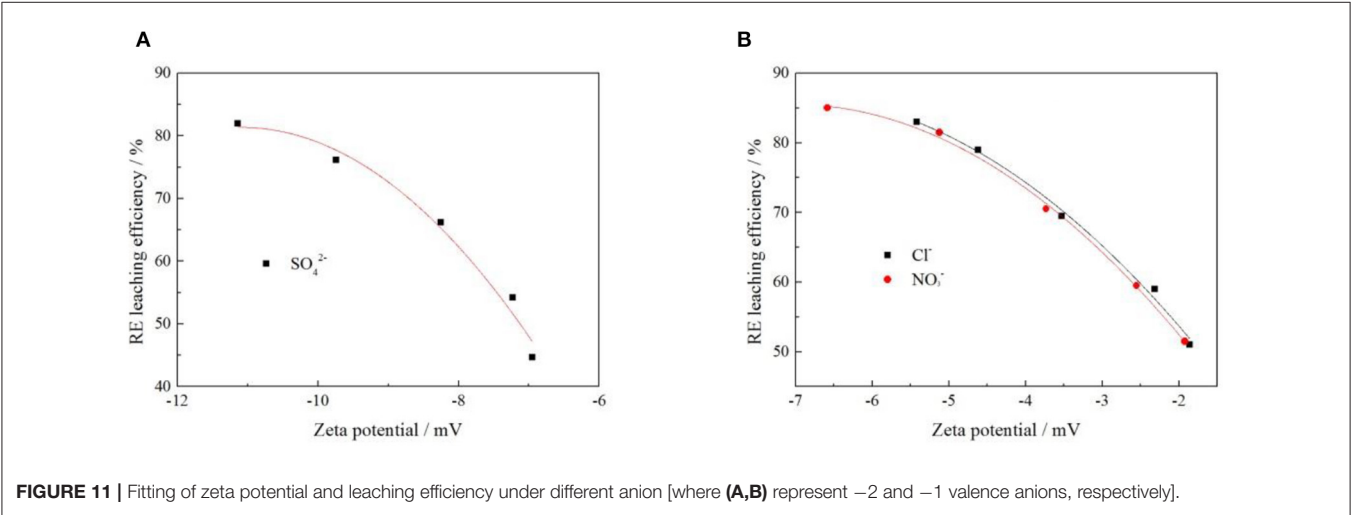 A
90
80
70
60
50
40
RE leaching efficiency / %
SO₄²⁻
-12
-10
-8
-6
Zeta potential / mV
B
90
80
70
60
50
RE leaching efficiency / %
Cl⁻
NO₃⁻
-7
-6
-5
-4
-3
-2
Zeta potential / mV
FIGURE 11 | Fitting of zeta potential and leaching efficiency under different anion [where (A,B) represent −2 and −1 valence anions, respectively].